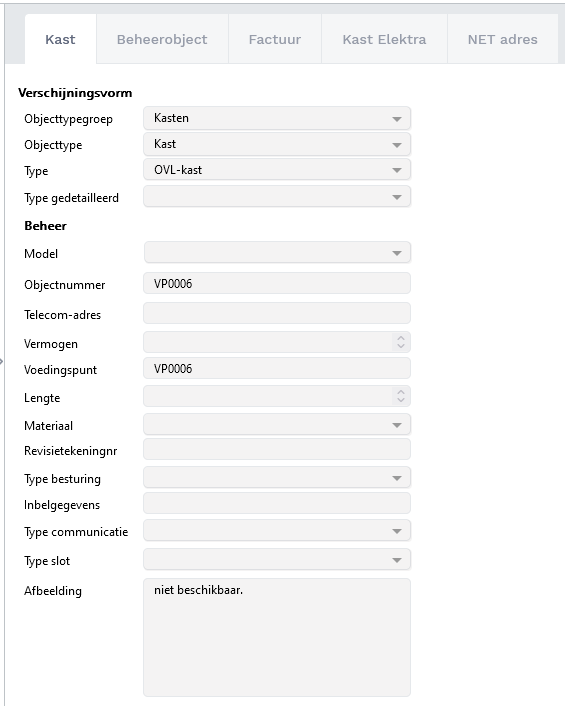 Kast Beheerobject Factuur Kast Elektra NET adres
Verschijningsvorm
Objecttypegroep Kasten
Objecttype Kast
Type OVL-kast
Type gedetailleerd
Beheer
Model
Objectnummer VP0006
Telecom-adres
Vermogen
Voedingspunt VP0006
Lengte
Materiaal
Revisietekeningnr
Type besturing
Inbelgegevens
Type communicatie
Type slot
Afbeelding niet beschikbaar.